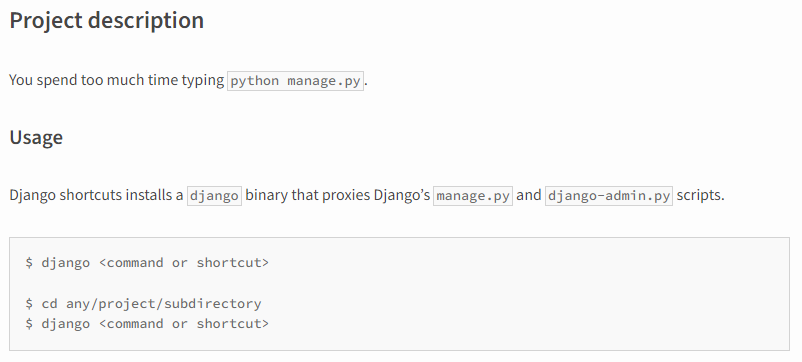 Project description
You spend too much time typing python manage.py.
Usage
Django shortcuts installs a django binary that proxies Django’s manage.py and django-admin.py scripts.
$ django <command or shortcut>
$ cd any/project/subdirectory
$ django <command or shortcut>